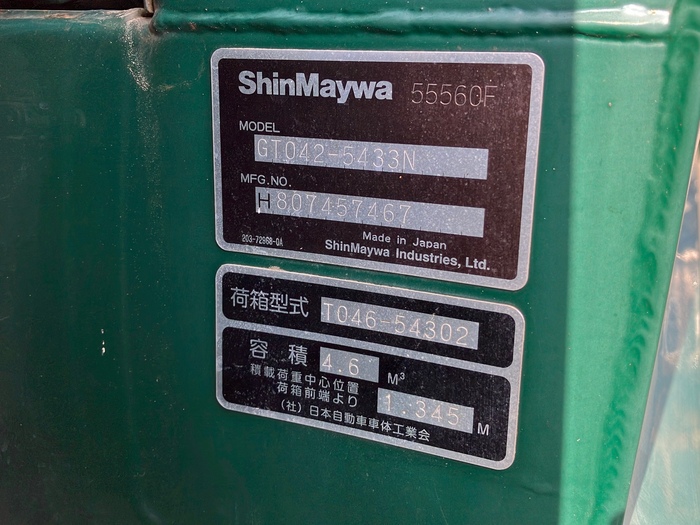 ShinMaywa 55560F
MODEL
GT042-5433N
MFG.NO.
H807457467
Made in Japan
203-72968-0A
ShinMaywa Industries, Ltd.
荷箱型式 T046-54302
容積 4.6 M³
積載荷重中心位置
荷箱前端より 1.345 M
(社)日本自動車車体工業会